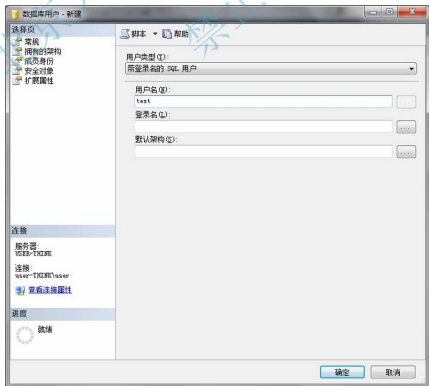 数据库用户 - 新建
选择页
常规
拥有的架构
成员身份
安全对象
扩展属性
脚本 帮助
用户类型(T):
带登录名的 SQL 用户
用户名(N):
test
...
登录名(L):
...
默认架构(S):
...
连接
服务器:
USER-THINK
连接:
user-THINK\user
查看连接属性
进度
就绪
确定 取消